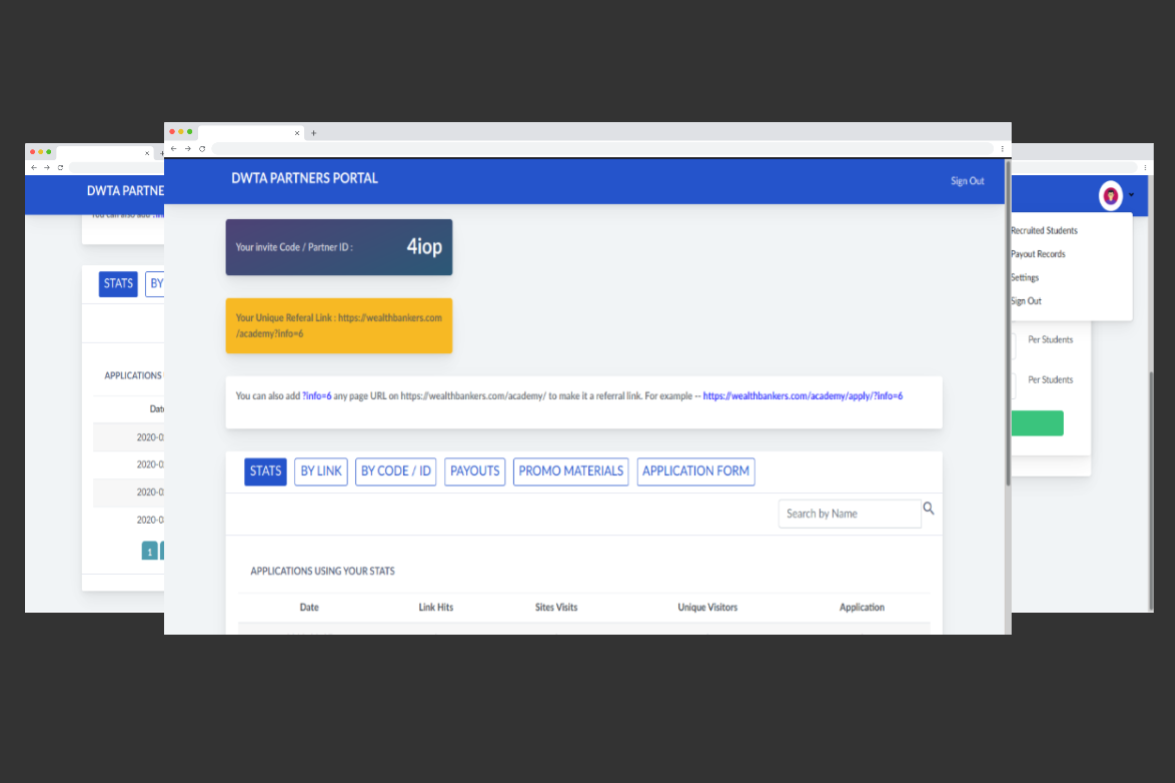 DWTA PARTNERS PORTAL
Sign Out
Your invite Code / Partner ID : 4iop
Your Unique Referal Link : https://wealthbankers.com
/academy?info=6
You can also add ?info=6 any page URL on https://wealthbankers.com/academy/ to make it a referral link. For example -- https://wealthbankers.com/academy/apply/?info=6
STATS BY LINK BY CODE / ID PAYOUTS PROMO MATERIALS APPLICATION FORM
Search by Name
APPLICATIONS USING YOUR STATS
Date Link Hits Sites Visits Unique Visitors Application
DWTA PARTNE
You can also add ?in
STATS BY
APPLICATIONS
Date
2020-0
2020-0
2020-0
2020-0
1
Recruited Students
Payout Records
Settings
Sign Out
Per Students
Per Students